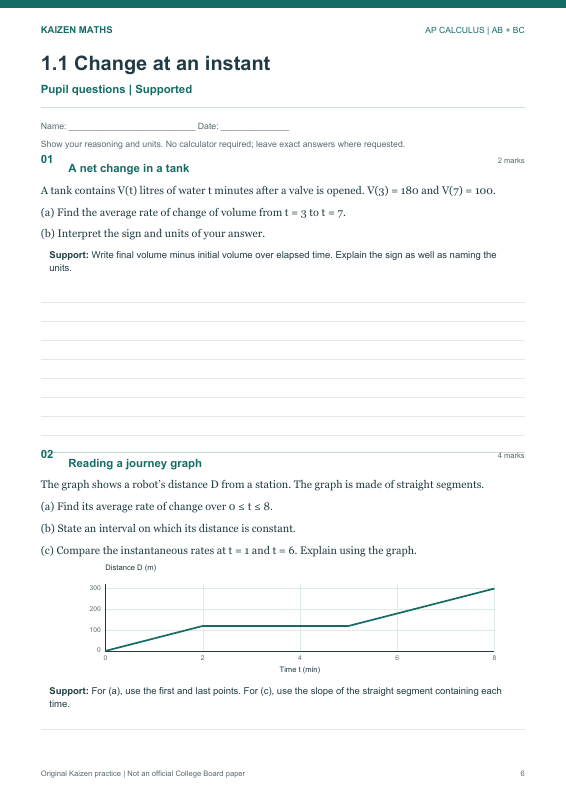 KAIZEN MATHS
AP CALCULUS | AB + BC
1.1 Change at an instant
Pupil questions | Supported
Name: _________________________ Date: ______________
Show your reasoning and units. No calculator required; leave exact answers where requested.
01
2 marks
A net change in a tank
A tank contains V(t) litres of water t minutes after a valve is opened. V(3) = 180 and V(7) = 100.
(a) Find the average rate of change of volume from t = 3 to t = 7.
(b) Interpret the sign and units of your answer.
Support: Write final volume minus initial volume over elapsed time. Explain the sign as well as naming the
units.
02
4 marks
Reading a journey graph
The graph shows a robot's distance D from a station. The graph is made of straight segments.
(a) Find its average rate of change over 0 ≤ t ≤ 8.
(b) State an interval on which its distance is constant.
(c) Compare the instantaneous rates at t = 1 and t = 6. Explain using the graph.
Distance D (m)
300
200
100
0
0 2 4 6 8
Time t (min)
Support: For (a), use the first and last points. For (c), use the slope of the straight segment containing each
time.
Original Kaizen practice | Not an official College Board paper
6